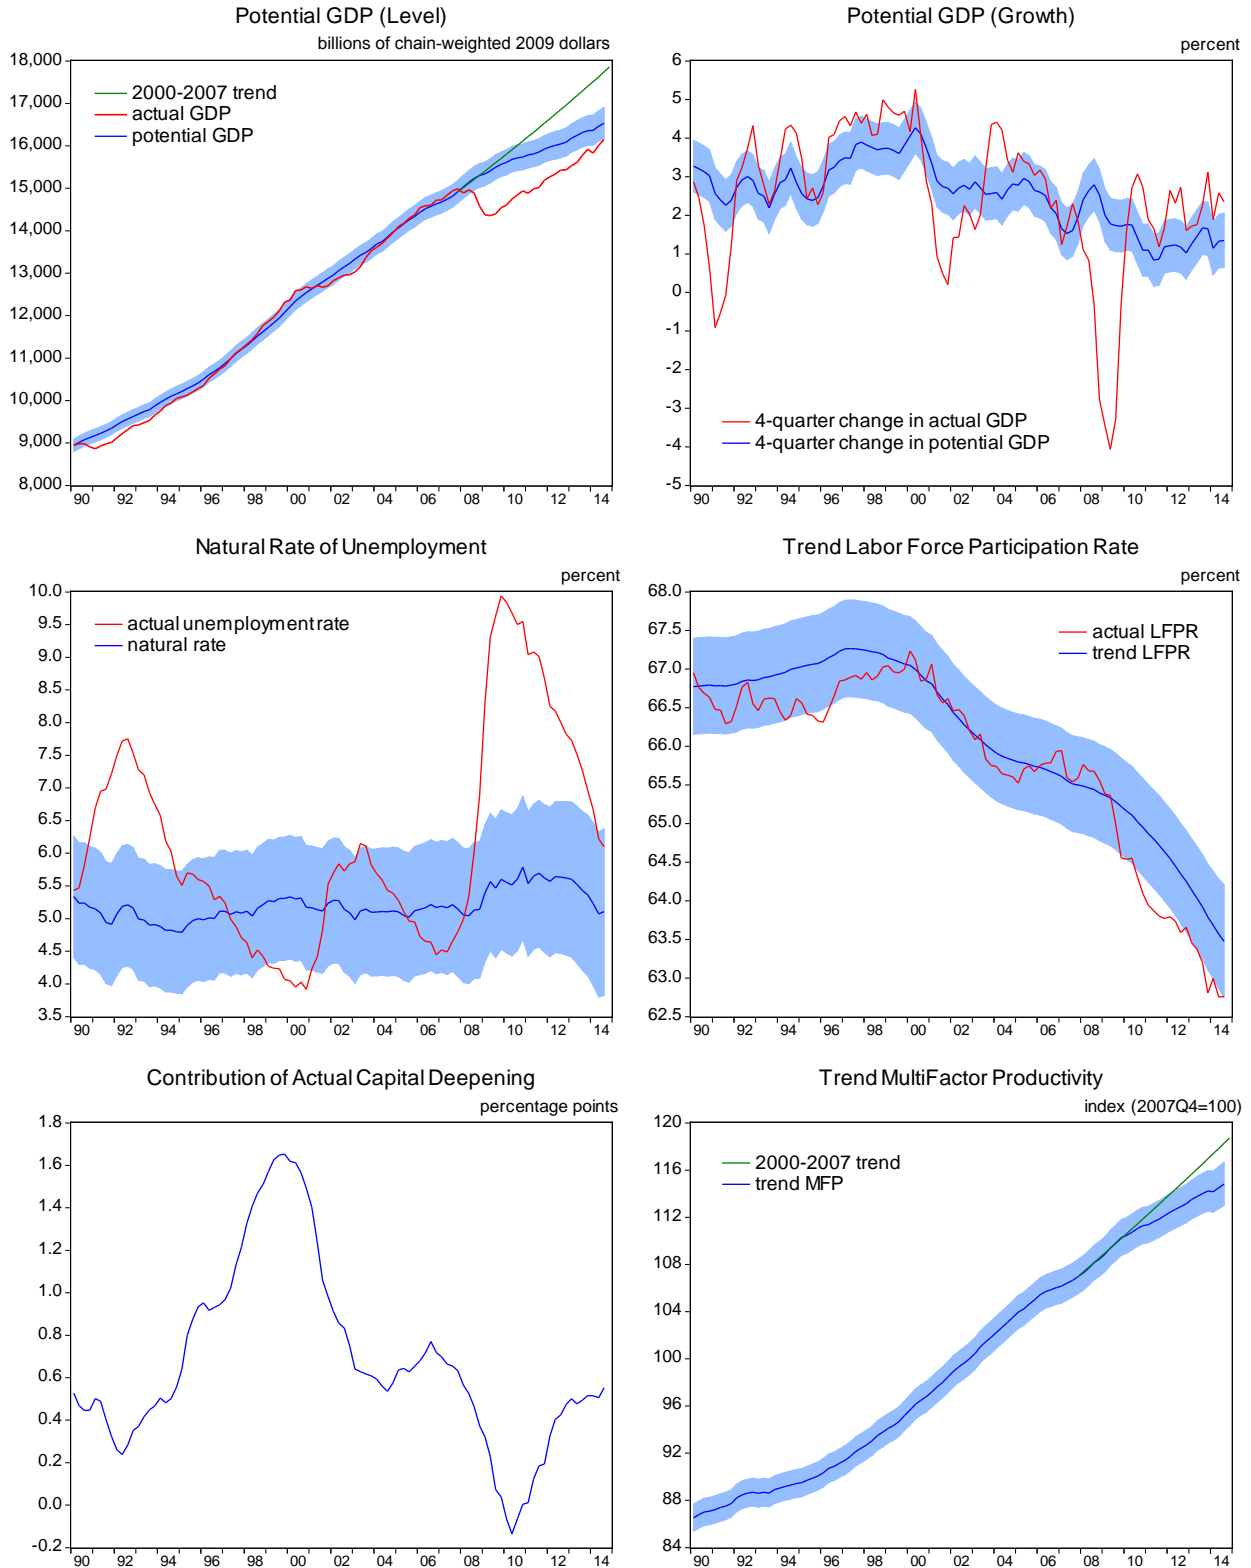 Potential GDP (Level)
billions of chain-weighted 2009 dollars
18,000
17,000
16,000
15,000
14,000
13,000
12,000
11,000
10,000
9,000
8,000
2000-2007 trend
actual GDP
potential GDP
90 92 94 96 98 00 02 04 06 08 10 12 14
Potential GDP (Growth)
percent
6
5
4
3
2
1
0
-1
-2
-3
-4
-5
4-quarter change in actual GDP
4-quarter change in potential GDP
90 92 94 96 98 00 02 04 06 08 10 12 14
Natural Rate of Unemployment
percent
10.0
9.5
9.0
8.5
8.0
7.5
7.0
6.5
6.0
5.5
5.0
4.5
4.0
3.5
actual unemployment rate
natural rate
90 92 94 96 98 00 02 04 06 08 10 12 14
Trend Labor Force Participation Rate
percent
68.0
67.5
67.0
66.5
66.0
65.5
65.0
64.5
64.0
63.5
63.0
62.5
actual LFPR
trend LFPR
90 92 94 96 98 00 02 04 06 08 10 12 14
Contribution of Actual Capital Deepening
percentage points
1.8
1.6
1.4
1.2
1.0
0.8
0.6
0.4
0.2
0.0
-0.2
90 92 94 96 98 00 02 04 06 08 10 12 14
Trend MultiFactor Productivity
index (2007Q4=100)
120
116
112
108
104
100
96
92
88
84
2000-2007 trend
trend MFP
90 92 94 96 98 00 02 04 06 08 10 12 14